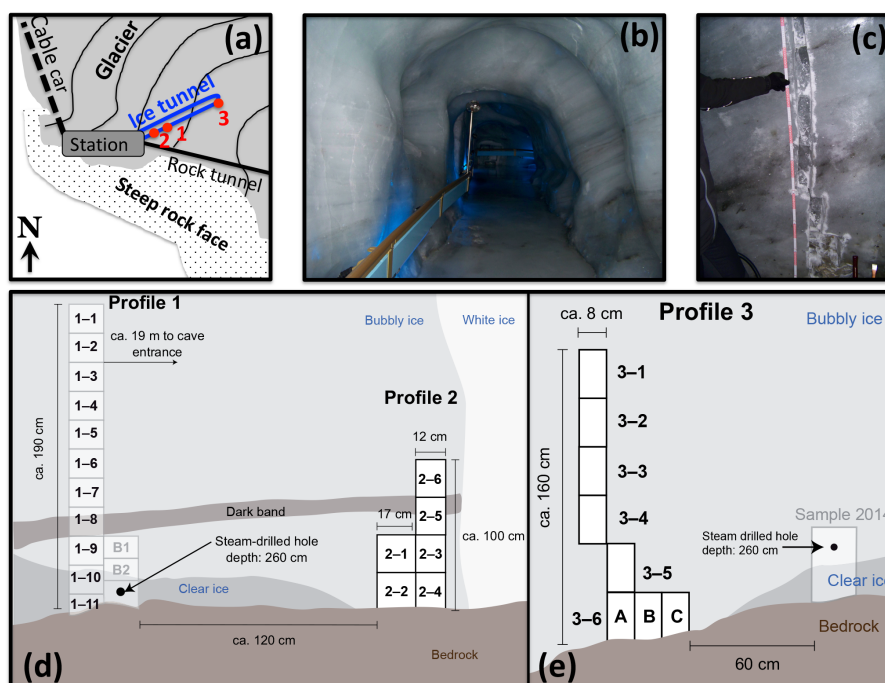 (a)
Cable car
Glacier
Ice tunnel
2
1
3
Station
Rock tunnel
Steep rock face
N
(b)
(c)
Profile 1
1–1
1–2
1–3
1–4
1–5
1–6
1–7
1–8
1–9
1–10
1–11
B1
B2
ca. 190 cm
ca. 19 m to cave
entrance
Bubbly ice
White ice
Profile 2
12 cm
17 cm
2–6
2–5
2–1
2–3
2–2
2–4
ca. 100 cm
Dark band
Steam-drilled hole
depth: 260 cm
Clear ice
ca. 120 cm
Bedrock
(d)
ca. 8 cm
Profile 3
Bubbly ice
3–1
3–2
3–3
3–4
3–5
3–6
A
B
C
ca. 160 cm
Sample 2014
Steam drilled hole
depth: 260 cm
Clear ice
Bedrock
60 cm
(e)